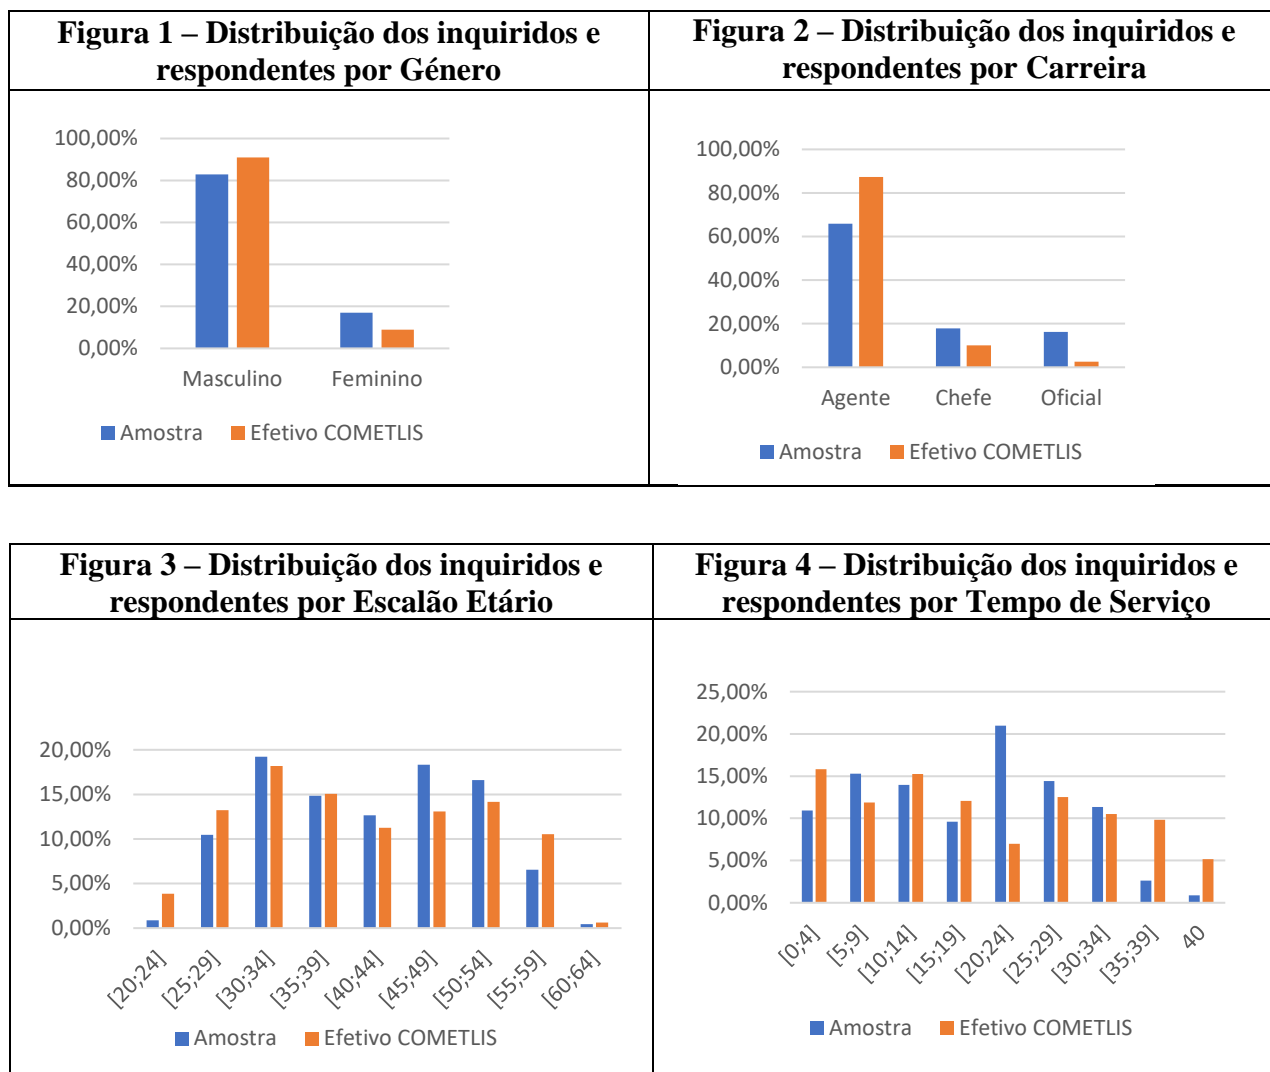 Figura 1 – Distribuição dos inquiridos e
respondentes por Género
100,00%
80,00%
60,00%
40,00%
20,00%
0,00%
Masculino Feminino
Amostra Efetivo COMETLIS
Figura 2 – Distribuição dos inquiridos e
respondentes por Carreira
100,00%
80,00%
60,00%
40,00%
20,00%
0,00%
Agente Chefe Oficial
Amostra Efetivo COMETLIS
Figura 3 – Distribuição dos inquiridos e
respondentes por Escalão Etário
20,00%
15,00%
10,00%
5,00%
0,00%
[20;24] [25;29] [30;34] [35;39] [40;44] [45;49] [50;54] [55;59] [60;64]
Amostra Efetivo COMETLIS
Figura 4 – Distribuição dos inquiridos e
respondentes por Tempo de Serviço
25,00%
20,00%
15,00%
10,00%
5,00%
0,00%
[0;4] [5;9] [10;14] [15;19] [20;24] [25;29] [30;34] [35;39] 40
Amostra Efetivo COMETLIS